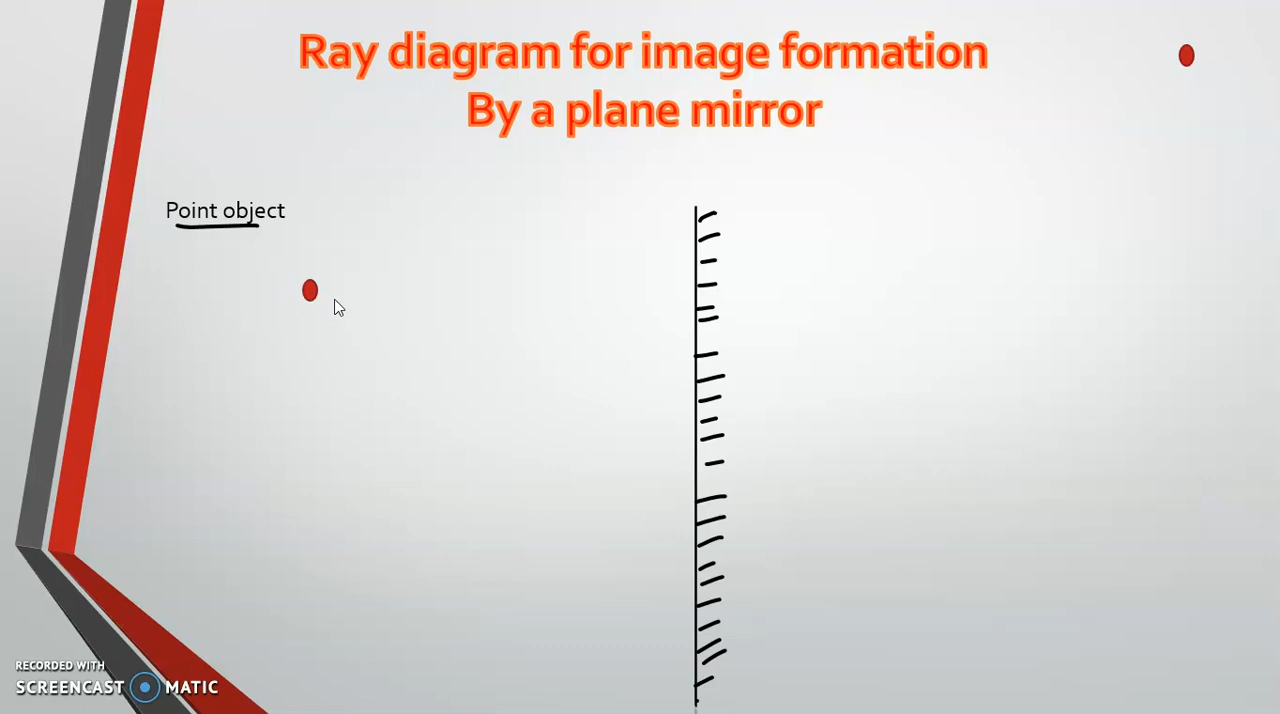 Ray diagram for image formation
By a plane mirror
Point object
RECORDED WITH
SCREENCAST MATIC